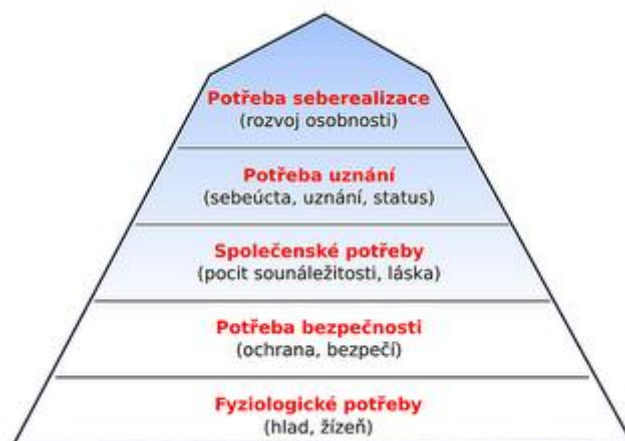 Potřeba seberealizace
(rozvoj osobnosti)
Potřeba uznání
(sebeúcta, uznání, status)
Společenské potřeby
(pocit sounáležitosti, láska)
Potřeba bezpečnosti
(ochrana, bezpečí)
Fyziologické potřeby
(hlad, žízeň)